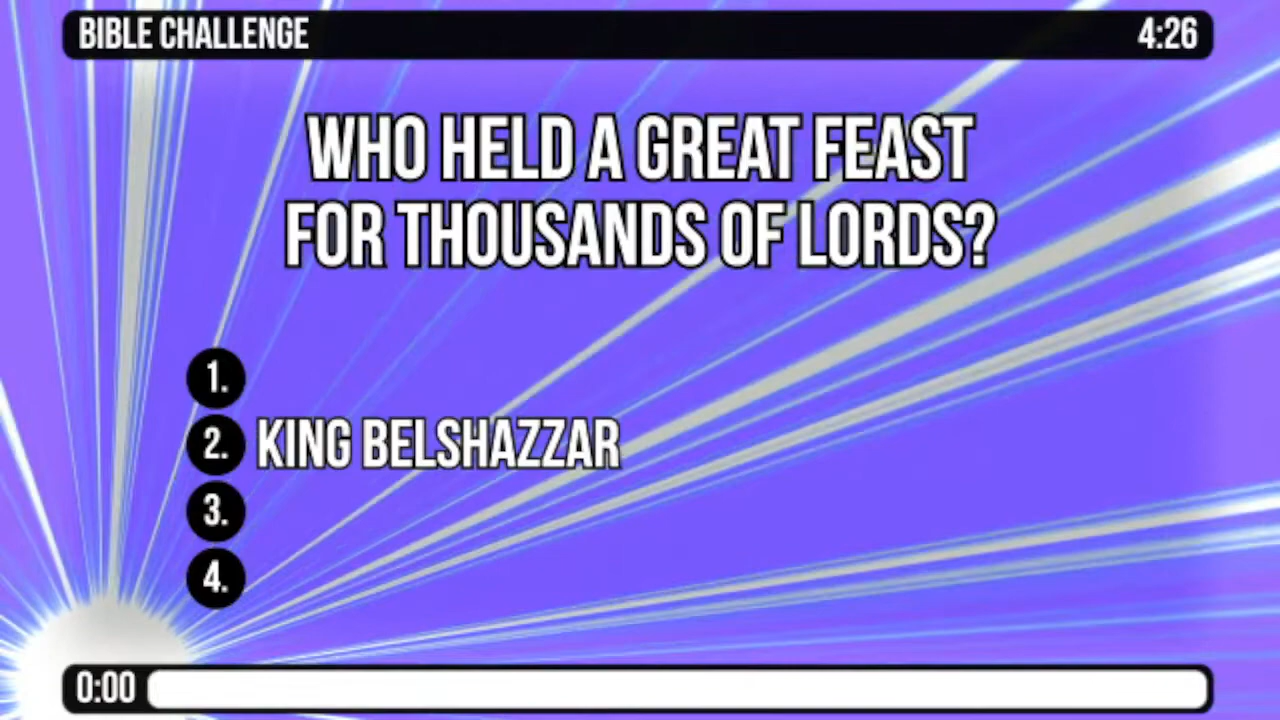 BIBLE CHALLENGE 4:26
WHO HELD A GREAT FEAST
FOR THOUSANDS OF LORDS?
1.
2. KING BELSHAZZAR
3.
4.
0:00